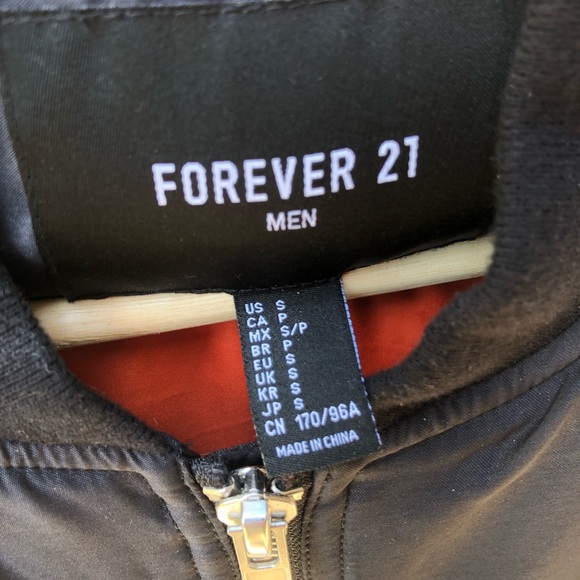 FOREVER 21
MEN
US S
CA P
MX S/P
BR P
EU S
UK S
KR S
JP S
CN 170/96A
MADE IN CHINA